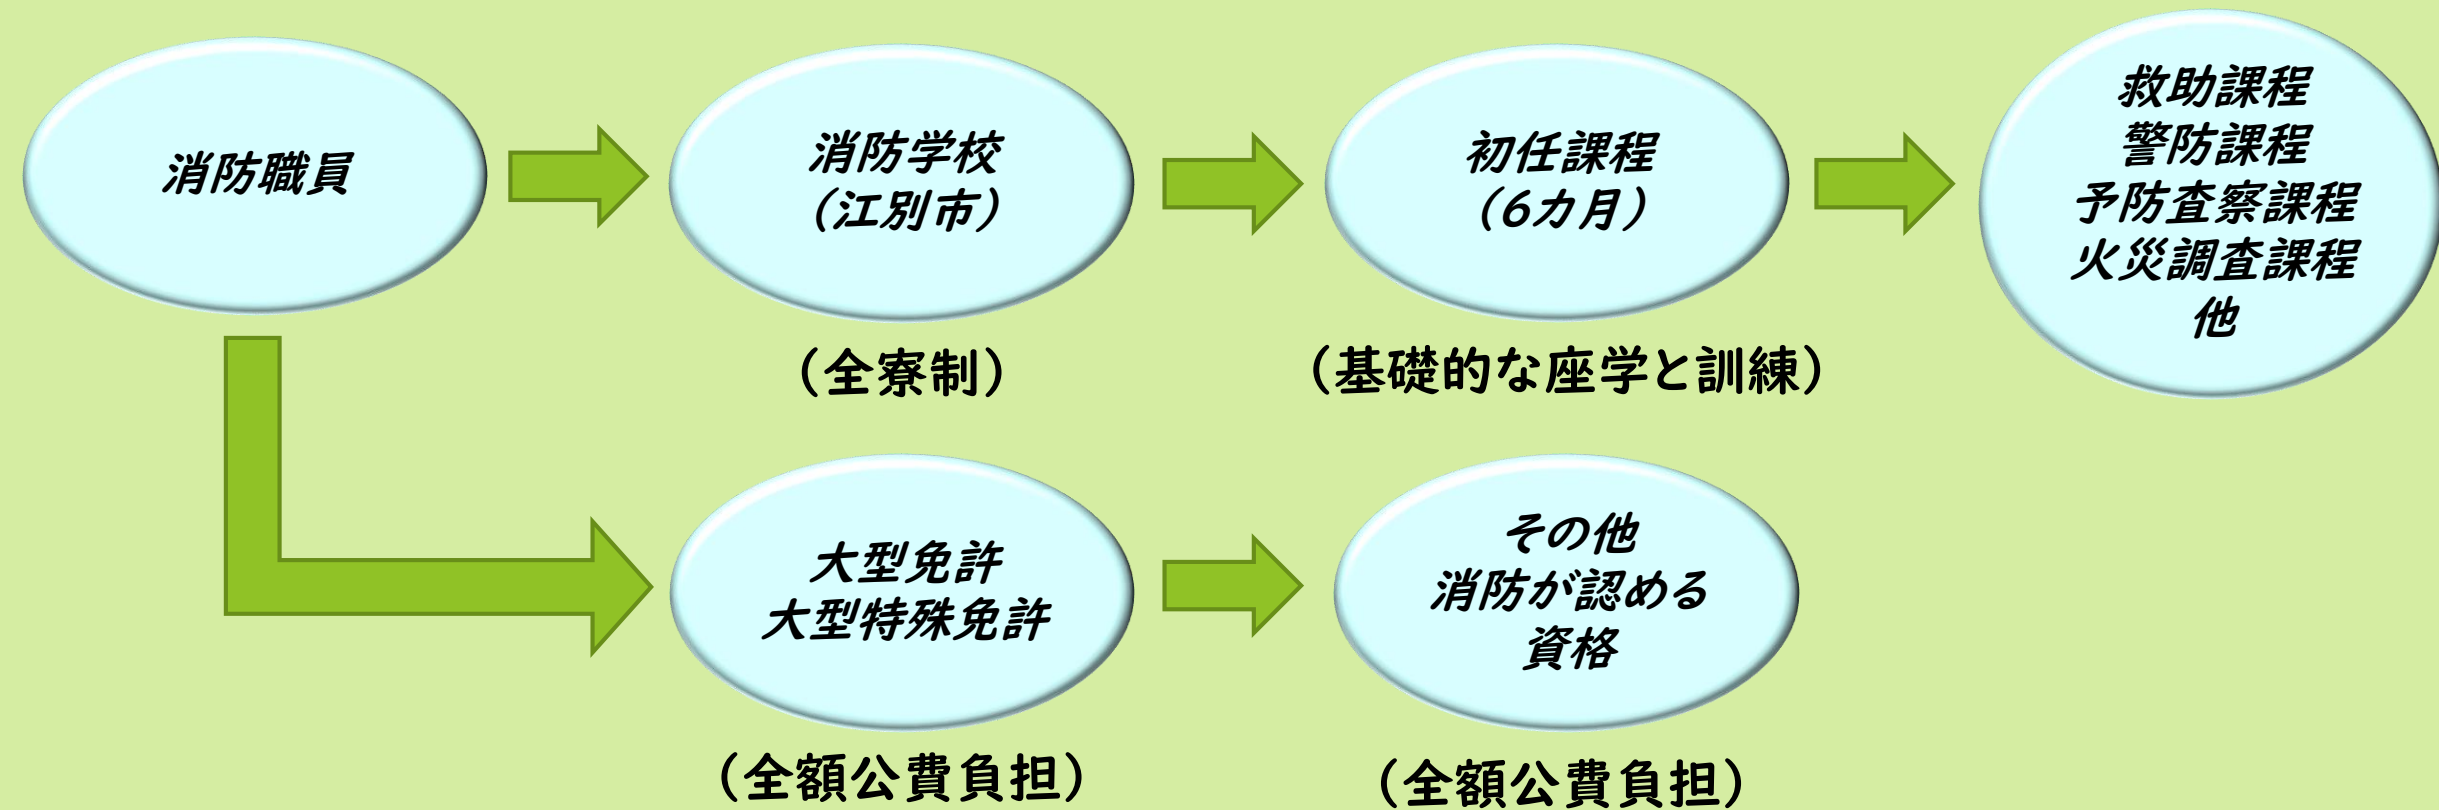 消防職員
消防学校
（江別市）
（全寮制）
初任課程
（6カ月）
（基礎的な座学と訓練）
救助課程
警防課程
予防査察課程
火災調査課程
他
大型免許
大型特殊免許
（全額公費負担）
その他
消防が認める
資格
（全額公費負担）